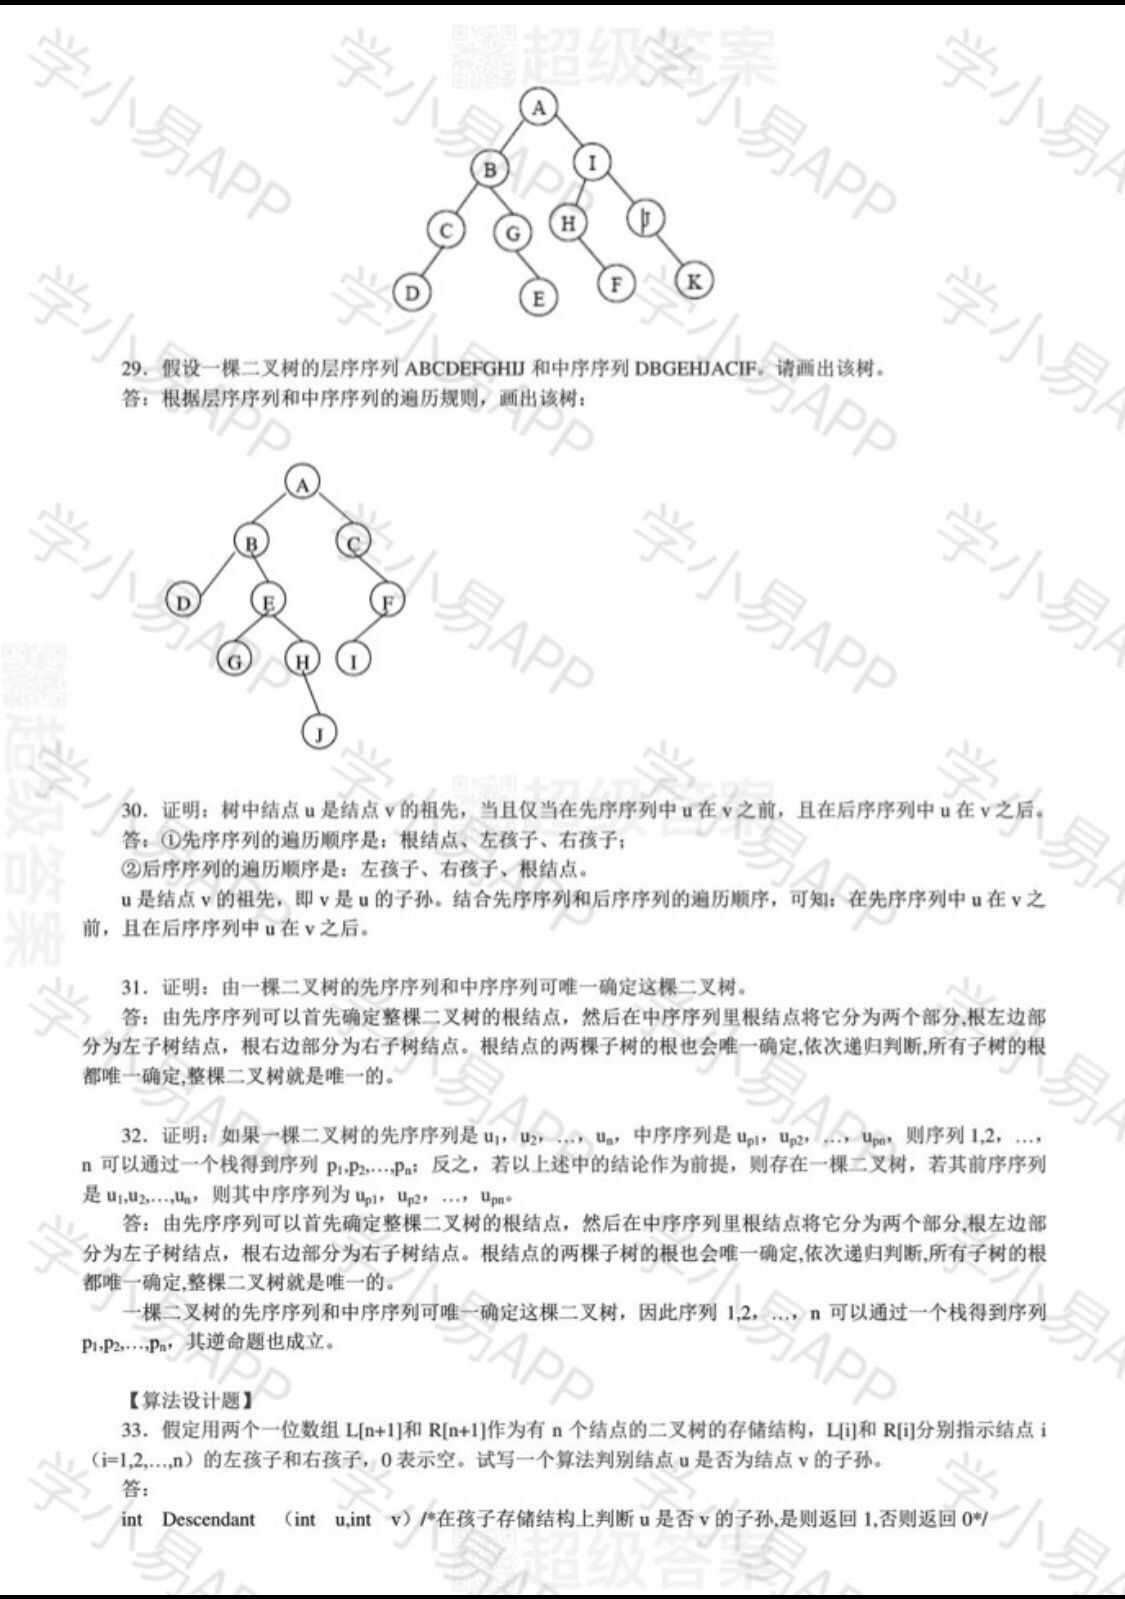 超级答案
A
B
I
C
G
H
J
D
E
F
K
29．假设一棵二叉树的层序序列 ABCDEFGHIJ 和中序序列 DBGEHJACIF。请画出该树。
答：根据层序序列和中序序列的遍历规则，画出该树：
A
B
C
D
E
F
G
H
I
J
30．证明：树中结点 u 是结点 v 的祖先，当且仅当在先序序列中 u 在 v 之前，且在后序序列中 u 在 v 之后。
答：①先序序列的遍历顺序是：根结点、左孩子、右孩子；
②后序序列的遍历顺序是：左孩子、右孩子、根结点。
u 是结点 v 的祖先，即 v 是 u 的子孙。结合先序序列和后序序列的遍历顺序，可知：在先序序列中 u 在 v 之
前，且在后序序列中 u 在 v 之后。
31．证明：由一棵二叉树的先序序列和中序序列可唯一确定这棵二叉树。
答：由先序序列可以首先确定整棵二叉树的根结点，然后在中序序列里根结点将它分为两个部分,根左边部
分为左子树结点，根右边部分为右子树结点。根结点的两棵子树的根也会唯一确定,依次递归判断,所有子树的根
都唯一确定,整棵二叉树就是唯一的。
32．证明：如果一棵二叉树的先序序列是 u1，u2，…，un，中序序列是 up1，up2，…，upn，则序列 1,2，…，
n 可以通过一个栈得到序列 p1,p2,…,pn；反之，若以上述中的结论作为前提，则存在一棵二叉树，若其前序序列
是 u1,u2,…,un，则其中序序列为 up1，up2，…，upn。
答：由先序序列可以首先确定整棵二叉树的根结点，然后在中序序列里根结点将它分为两个部分,根左边部
分为左子树结点，根右边部分为右子树结点。根结点的两棵子树的根也会唯一确定,依次递归判断,所有子树的根
都唯一确定,整棵二叉树就是唯一的。
一棵二叉树的先序序列和中序序列可唯一确定这棵二叉树，因此序列 1,2，…，n 可以通过一个栈得到序列
p1,p2,…,pn，其逆命题也成立。
【算法设计题】
33．假定用两个一位数组 L[n+1]和 R[n+1]作为有 n 个结点的二叉树的存储结构，L[i]和 R[i]分别指示结点 i
（i=1,2,…,n）的左孩子和右孩子，0 表示空。试写一个算法判别结点 u 是否为结点 v 的子孙。
答：
int Descendant （int u,int v）/*在孩子存储结构上判断 u 是否 v 的子孙,是则返回 1,否则返回 0*/
学小易APP
超级答案